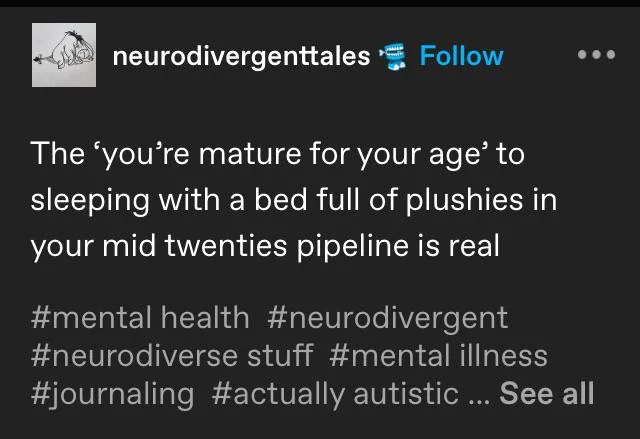 neurodivergenttales Follow
The ‘you’re mature for your age’ to
sleeping with a bed full of plushies in
your mid twenties pipeline is real
#mental health #neurodivergent
#neurodiverse stuff #mental illness
#journaling #actually autistic ... See all